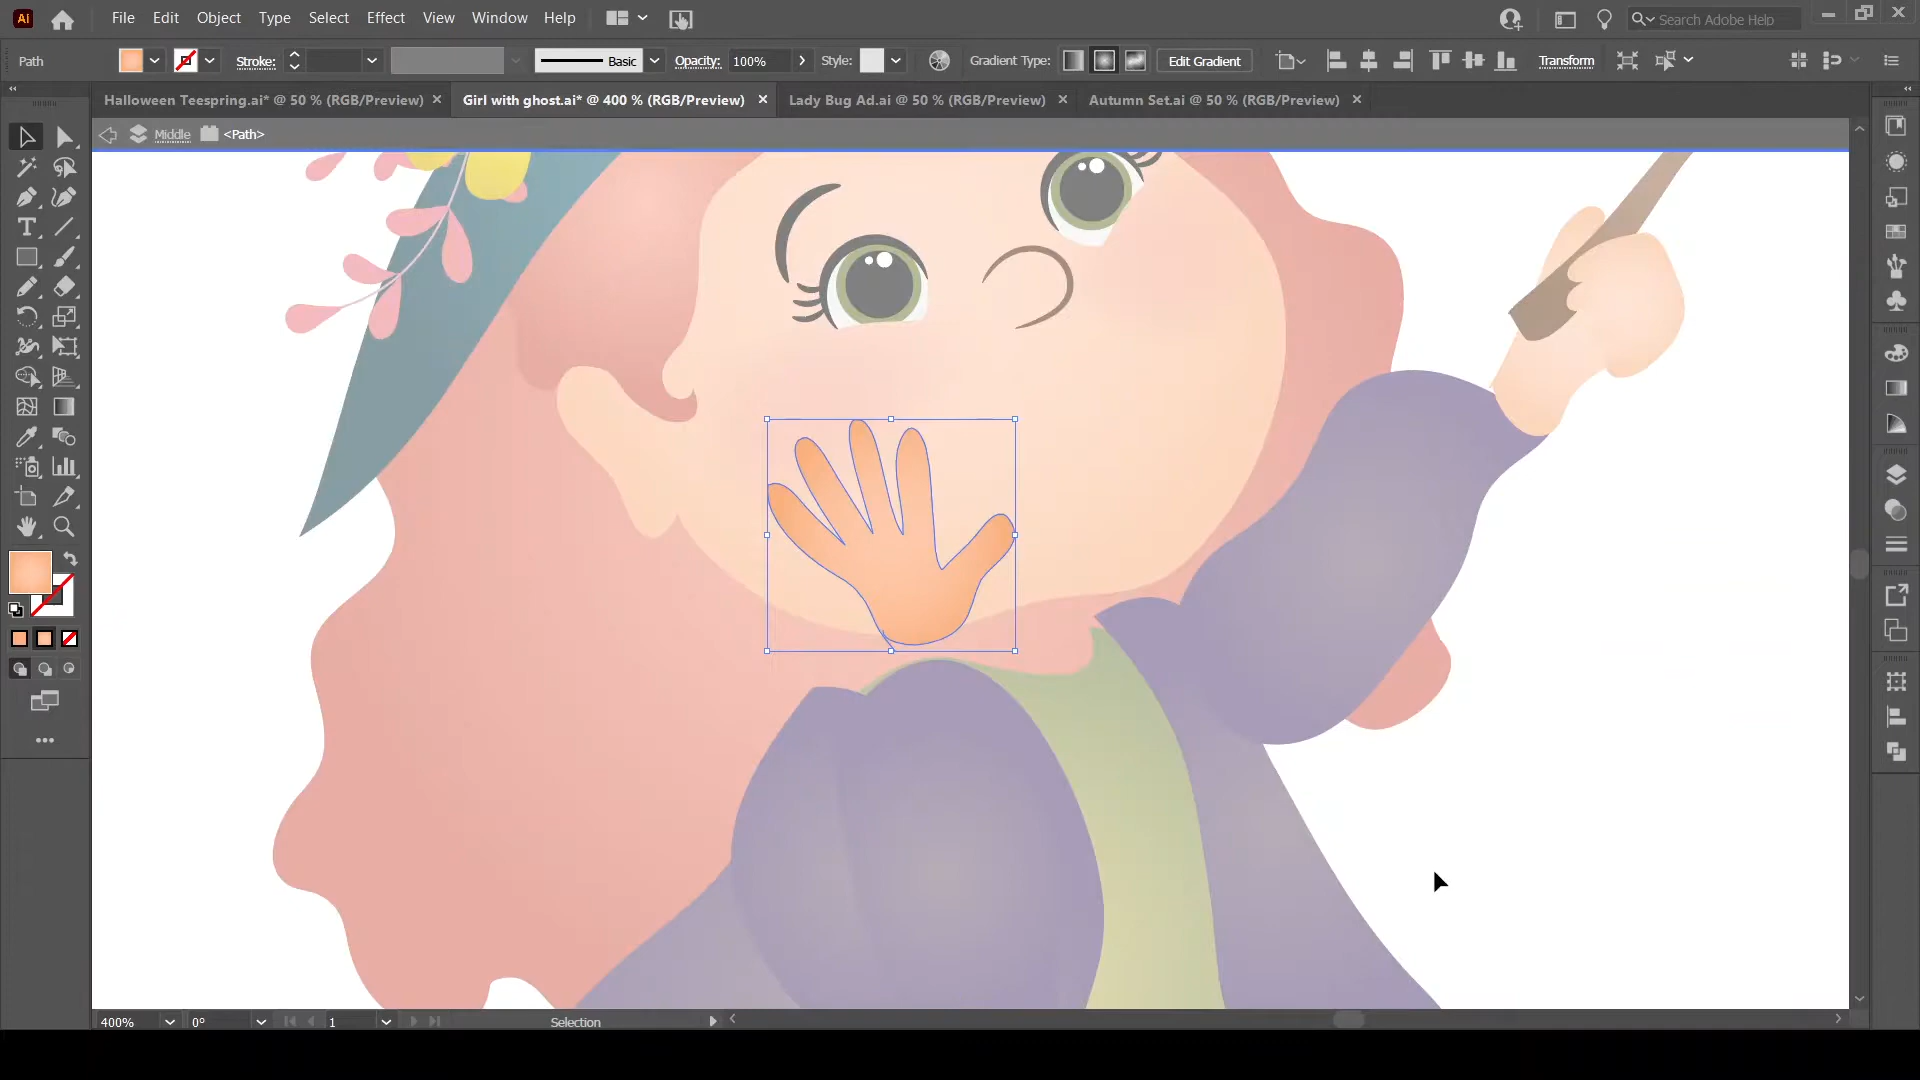 Ai File Edit Object Type Select Effect View Window Help Search Adobe Help
Path Stroke: Basic Opacity: 100% Style: Gradient Type: Edit Gradient Transform
Halloween Teespring.ai* @ 50 % (RGB/Preview) Girl with ghost.ai* @ 400 % (RGB/Preview) Lady Bug Ad.ai @ 50 % (RGB/Preview) Autumn Set.ai @ 50 % (RGB/Preview)
Middle <Path>
400% 0° 1 Selection